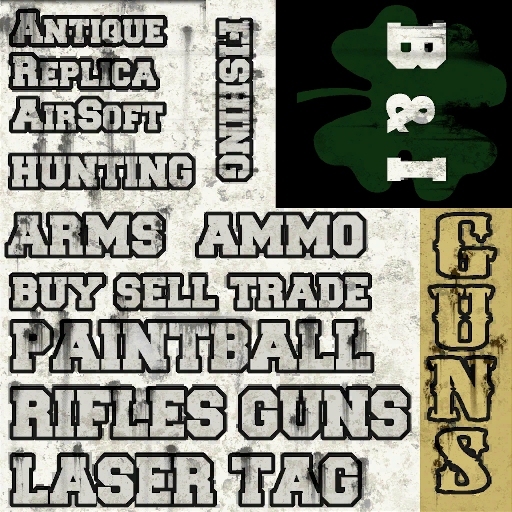 ANTIQUE
REPLICA
AIRSOFT
HUNTING
FISHING
B & I
ARMS AMMO
BUY SELL TRADE
PAINTBALL
RIFLES GUNS
LASER TAG
GUNS